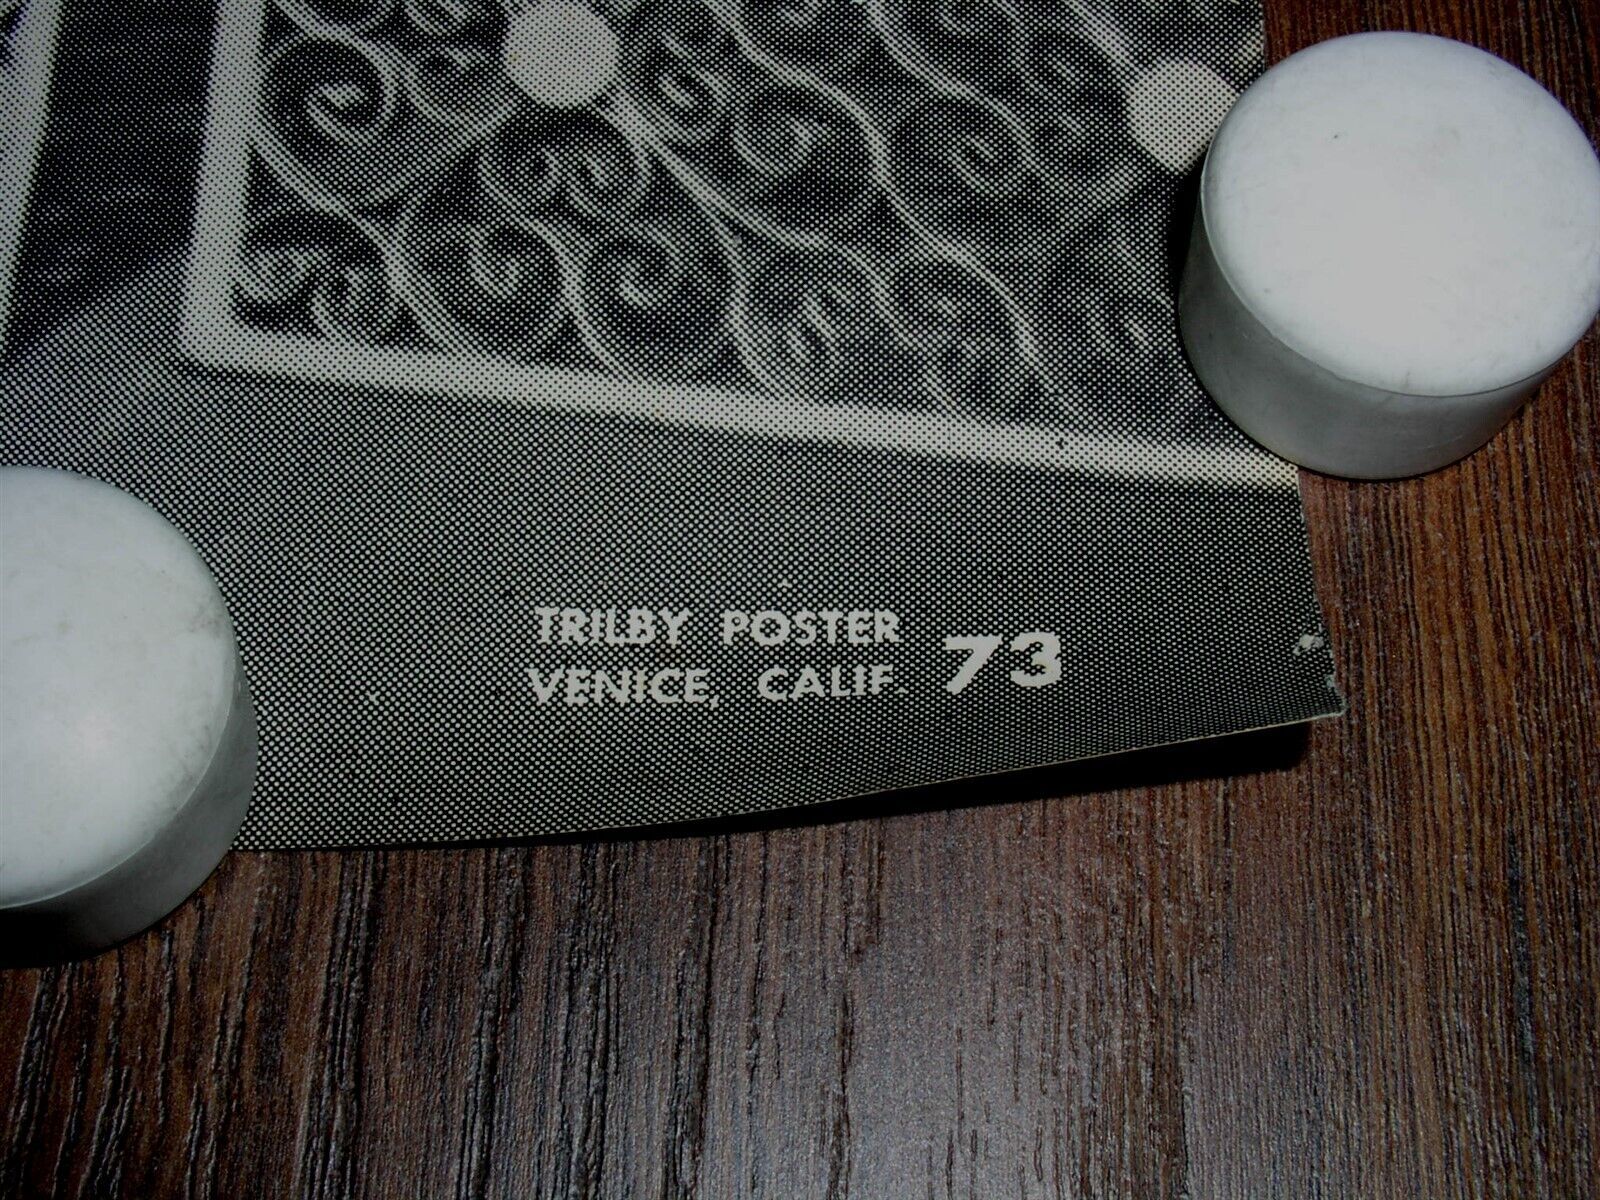 TRILBY POSTER
VENICE, CALIF. 73